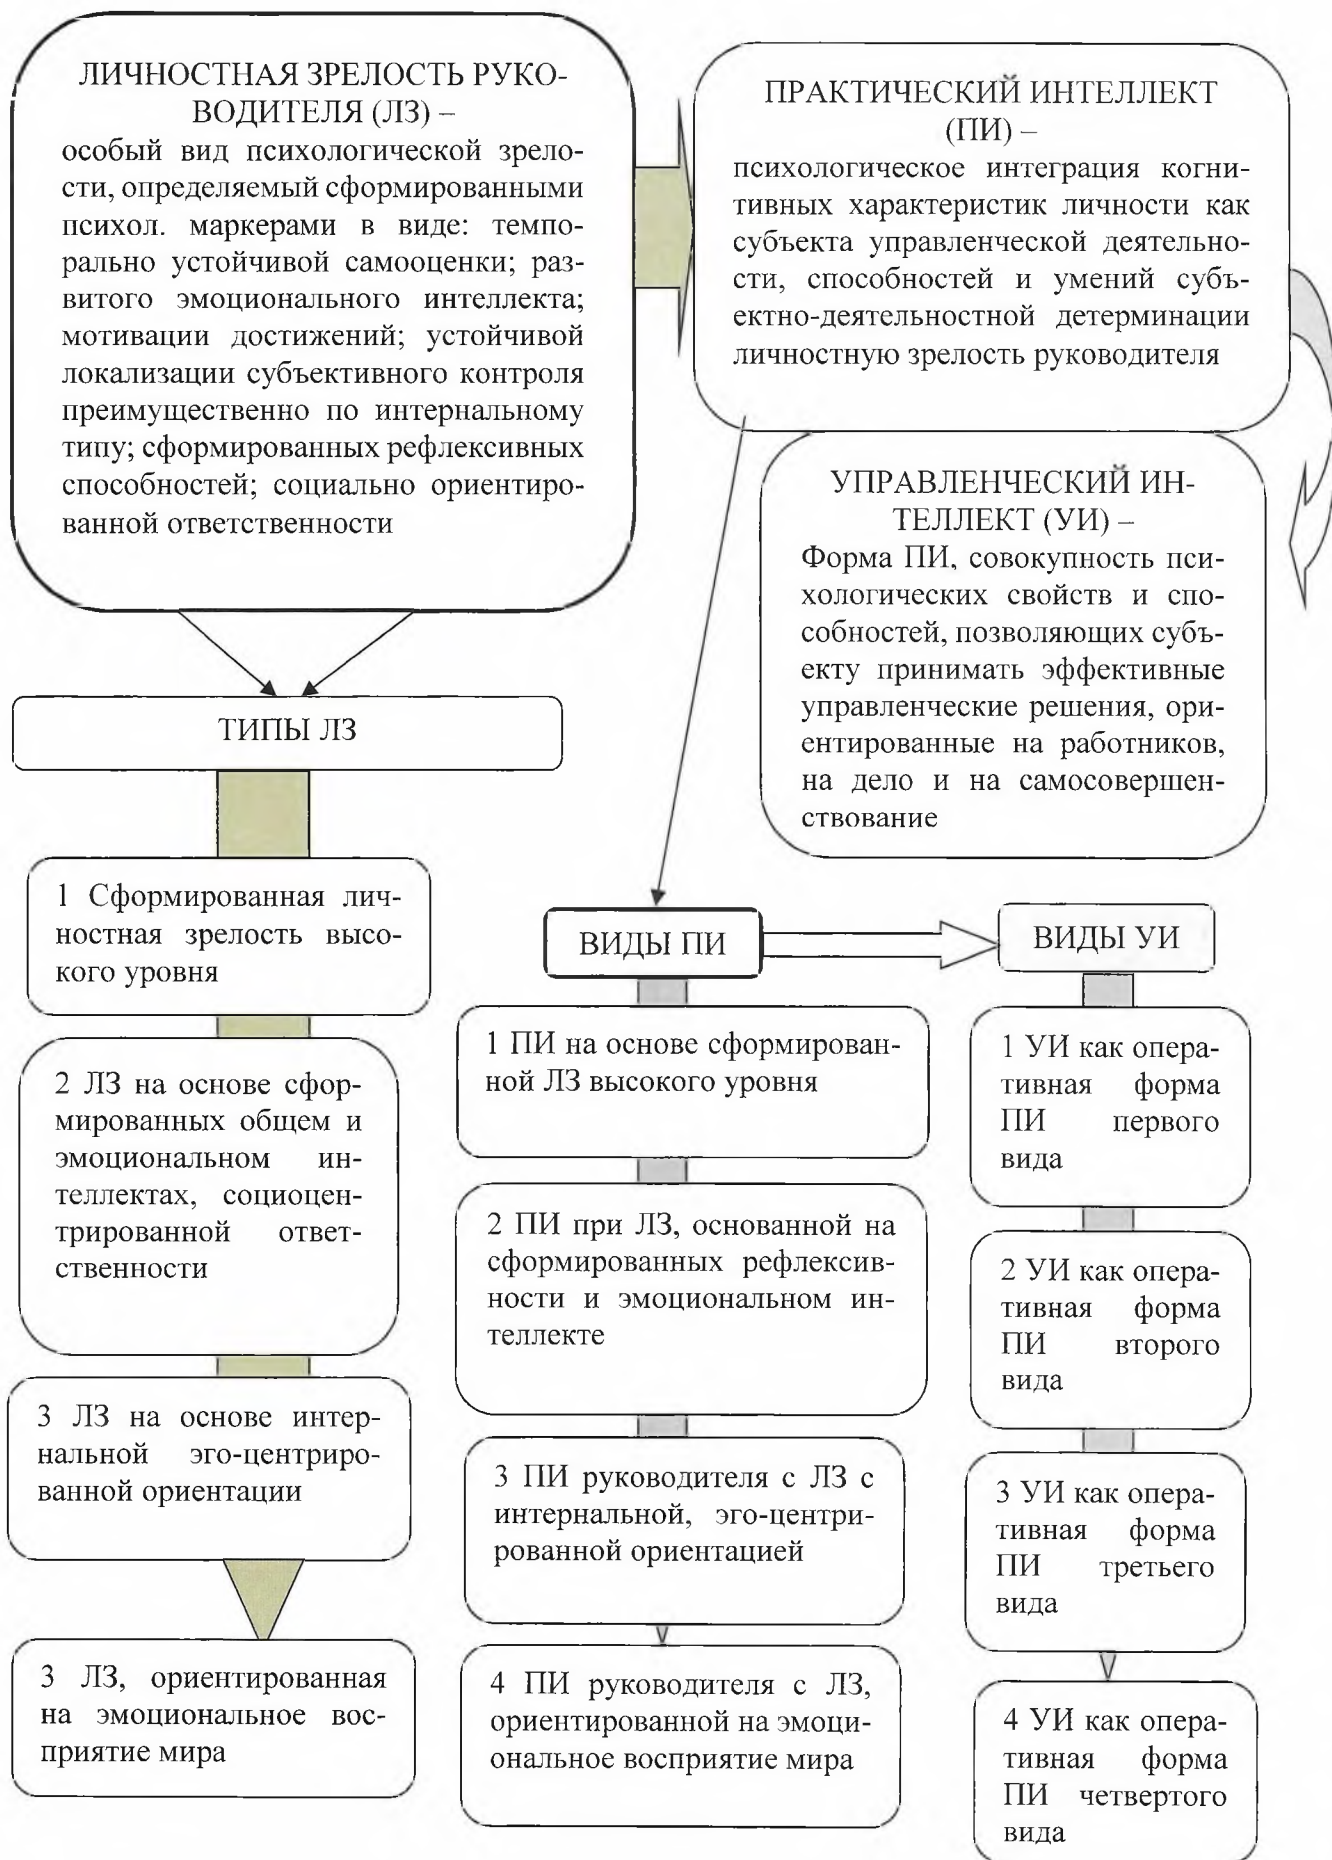 ЛИЧНОСТНАЯ ЗРЕЛОСТЬ РУКО-
ВОДИТЕЛЯ (ЛЗ) –
особый вид психологической зрело-
сти, определяемый сформированными
психол. маркерами в виде: темпо-
рально устойчивой самооценки; раз-
витого эмоционального интеллекта;
мотивации достижений; устойчивой
локализации субъективного контроля
преимущественно по интернальному
типу; сформированных рефлексивных
способностей; социально ориентиро-
ванной ответственности
ПРАКТИЧЕСКИЙ ИНТЕЛЛЕКТ
(ПИ) –
психологическое интеграция когни-
тивных характеристик личности как
субъекта управленческой деятельно-
сти, способностей и умений субъ-
ектно-деятельностной детерминации
личностную зрелость руководителя
УПРАВЛЕНЧЕСКИЙ ИН-
ТЕЛЛЕКТ (УИ) –
Форма ПИ, совокупность пси-
хологических свойств и спо-
собностей, позволяющих субъ-
екту принимать эффективные
управленческие решения, ори-
ентированные на работников,
на дело и на самосовершен-
ствование
ТИПЫ ЛЗ
1 Сформированная лич-
ностная зрелость высо-
кого уровня
2 ЛЗ на основе сфор-
мированных общем и
эмоциональном ин-
теллектах, социоцен-
трированной ответ-
ственности
3 ЛЗ на основе интер-
нальной эго-центриро-
ванной ориентации
3 ЛЗ, ориентированная
на эмоциональное вос-
приятие мира
ВИДЫ ПИ
1 ПИ на основе сформирован-
ной ЛЗ высокого уровня
2 ПИ при ЛЗ, основанной на
сформированных рефлексив-
ности и эмоциональном ин-
теллекте
3 ПИ руководителя с ЛЗ с
интернальной, эго-центри-
рованной ориентацией
4 ПИ руководителя с ЛЗ,
ориентированной на эмоци-
ональное восприятие мира
ВИДЫ УИ
1 УИ как опера-
тивная форма
ПИ первого
вида
2 УИ как опера-
тивная форма
ПИ второго
вида
3 УИ как опера-
тивная форма
ПИ третьего
вида
4 УИ как опера-
тивная форма
ПИ четвертого
вида